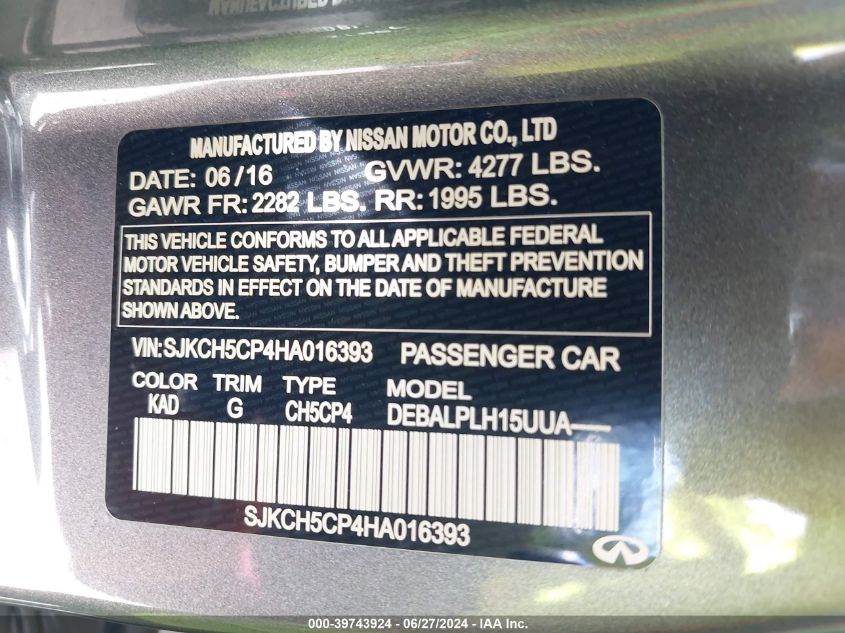 MANUFACTURED BY NISSAN MOTOR CO., LTD
DATE: 06/16 GVWR: 4277 LBS.
GAWR FR: 2282 LBS. RR: 1995 LBS.
THIS VEHICLE CONFORMS TO ALL APPLICABLE FEDERAL
MOTOR VEHICLE SAFETY, BUMPER AND THEFT PREVENTION
STANDARDS IN EFFECT ON THE DATE OF MANUFACTURE
SHOWN ABOVE.
VIN: SJKCH5CP4HA016393 PASSENGER CAR
COLOR TRIM TYPE MODEL
KAD G CH5CP4 DEBALPLH15UUA––
SJKCH5CP4HA016393
000-39743924 - 06/27/2024 - IAA Inc.